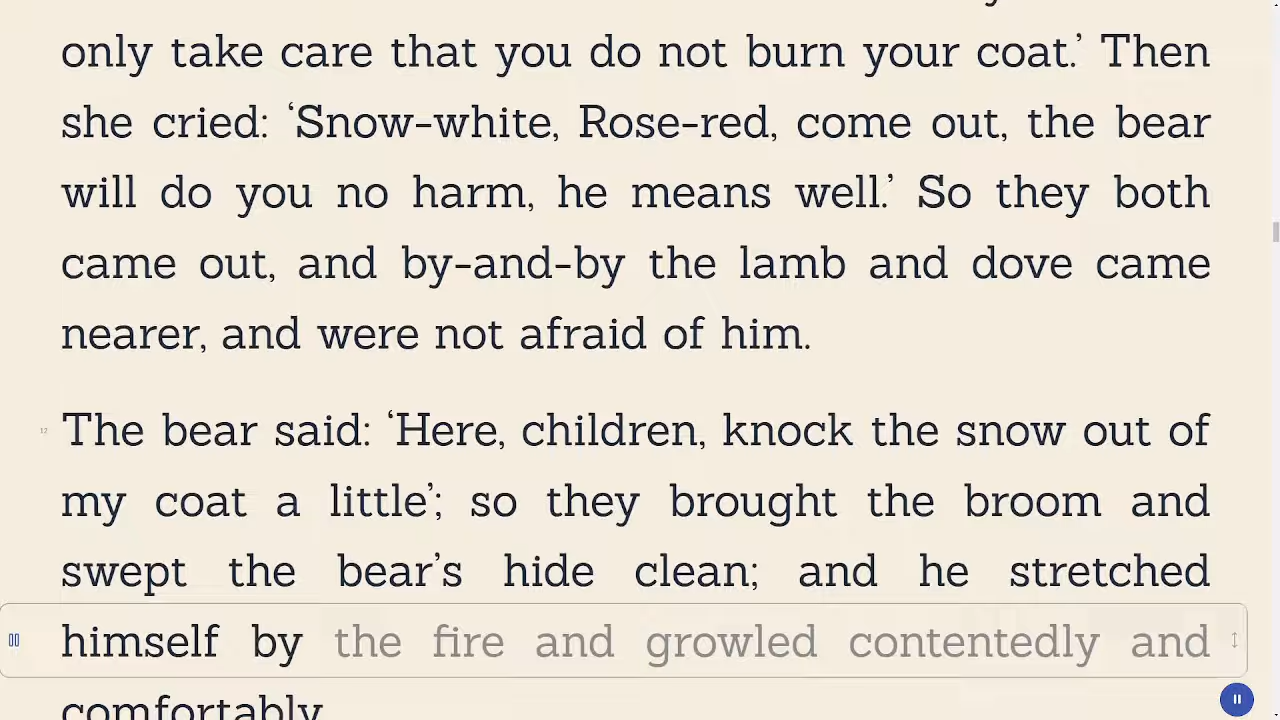 only take care that you do not burn your coat.’ Then
she cried: ‘Snow-white, Rose-red, come out, the bear
will do you no harm, he means well.’ So they both
came out, and by-and-by the lamb and dove came
nearer, and were not afraid of him.
17
The bear said: ‘Here, children, knock the snow out of
my coat a little’; so they brought the broom and
swept the bear’s hide clean; and he stretched
himself by the fire and growled contentedly and
comfortably.